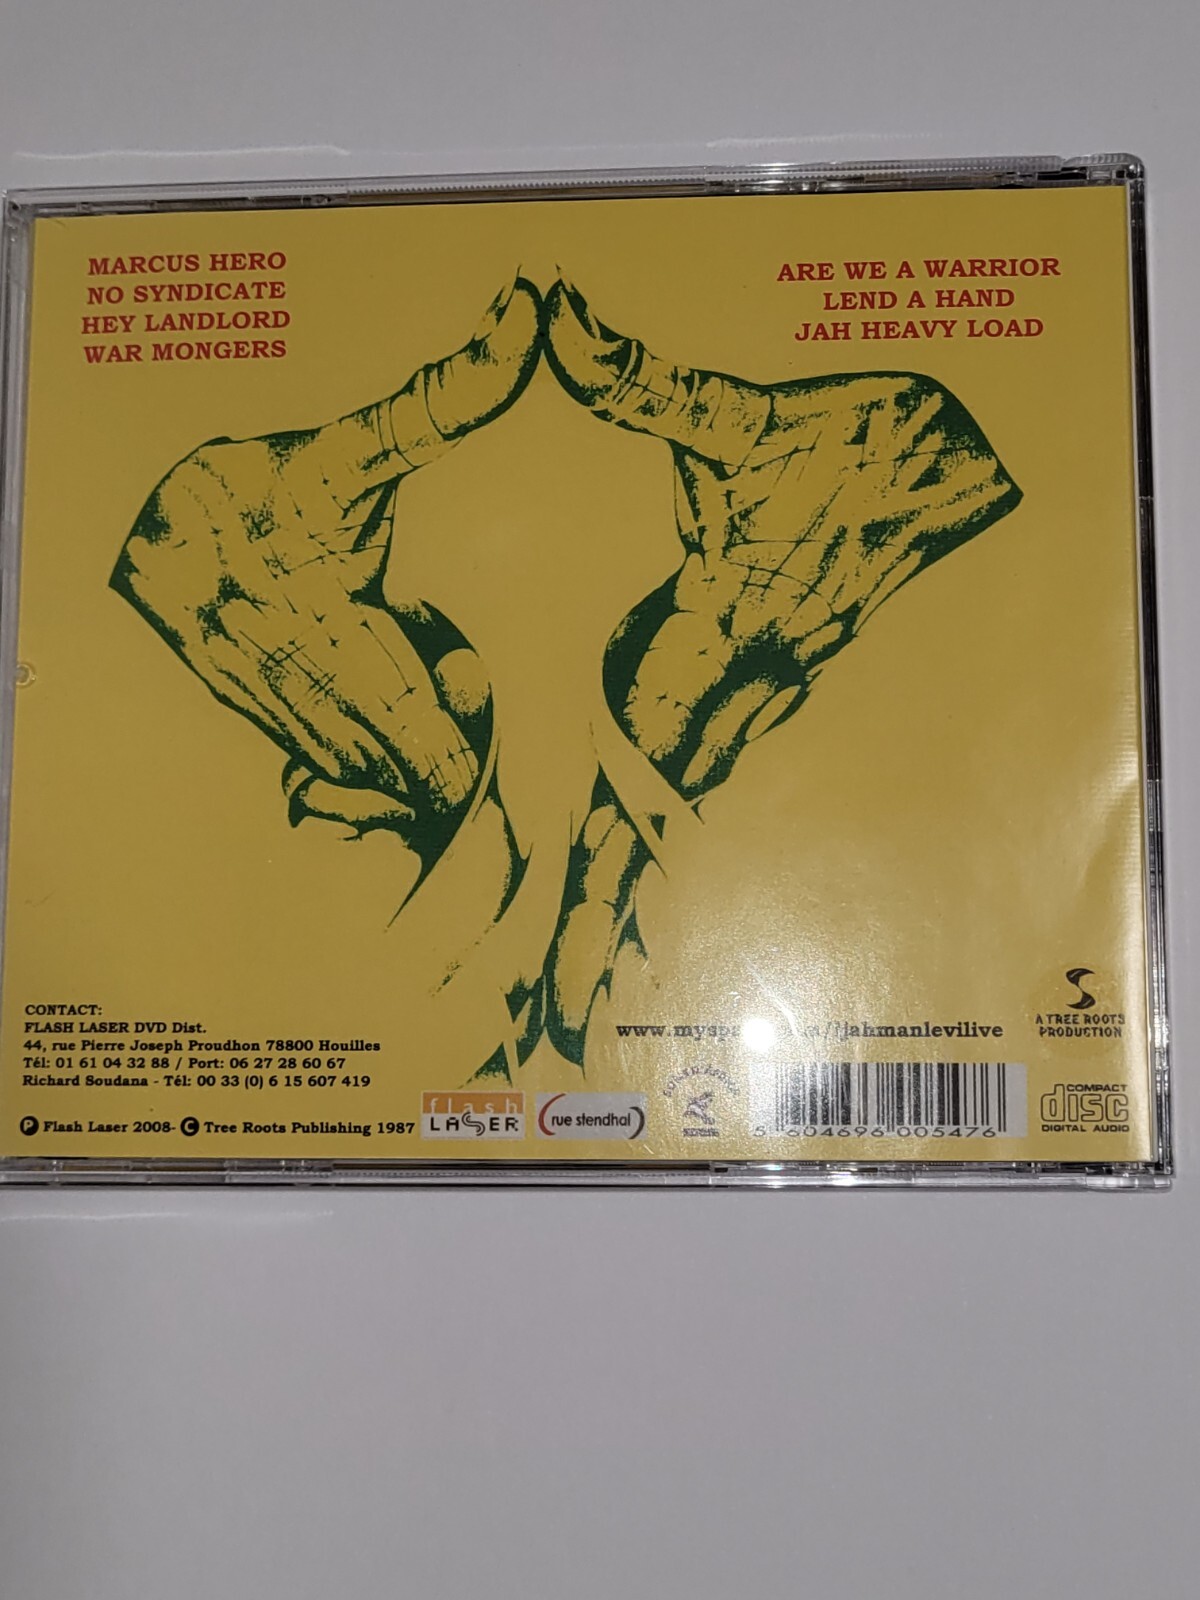 MARCUS HERO
NO SYNDICATE
HEY LANDLORD
WAR MONGERS
ARE WE A WARRIOR
LEND A HAND
JAH HEAVY LOAD
CONTACT:
FLASH LASER DVD Dist.
44, rue Pierre Joseph Proudhon 78800 Houilles
Tél: 01 61 04 32 88 / Port: 06 27 28 60 67
Richard Soudana - Tél: 00 33 (0) 6 15 607 419
P Flash Laser 2008- C Tree Roots Publishing 1987
flash
LASER
rue stendhal
5 604696 005476
A TREE ROOTS
PRODUCTION
COMPACT
disc
DIGITAL AUDIO